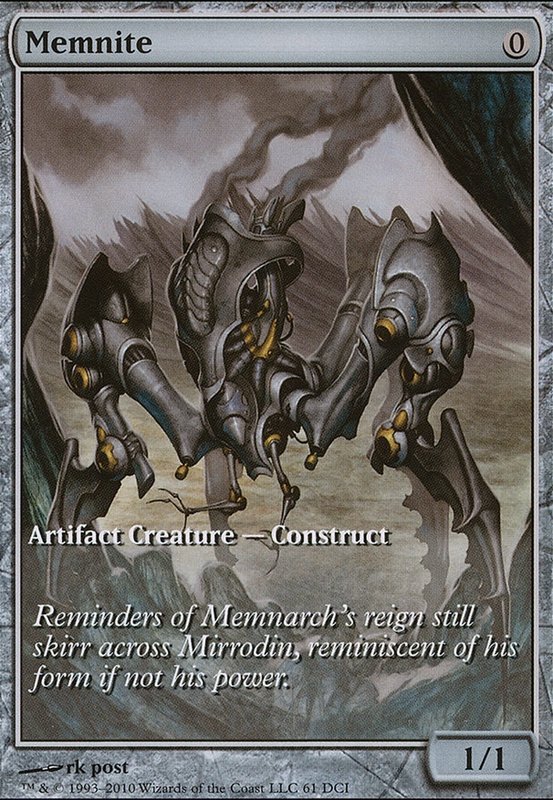 Memnite 0
Artifact Creature — Construct
Reminders of Memnarch's reign still
skirr across Mirrodin, reminiscent of his
form if not his power.
rk post
1/1
™ & © 1993–2010 Wizards of the Coast LLC 61 DCI